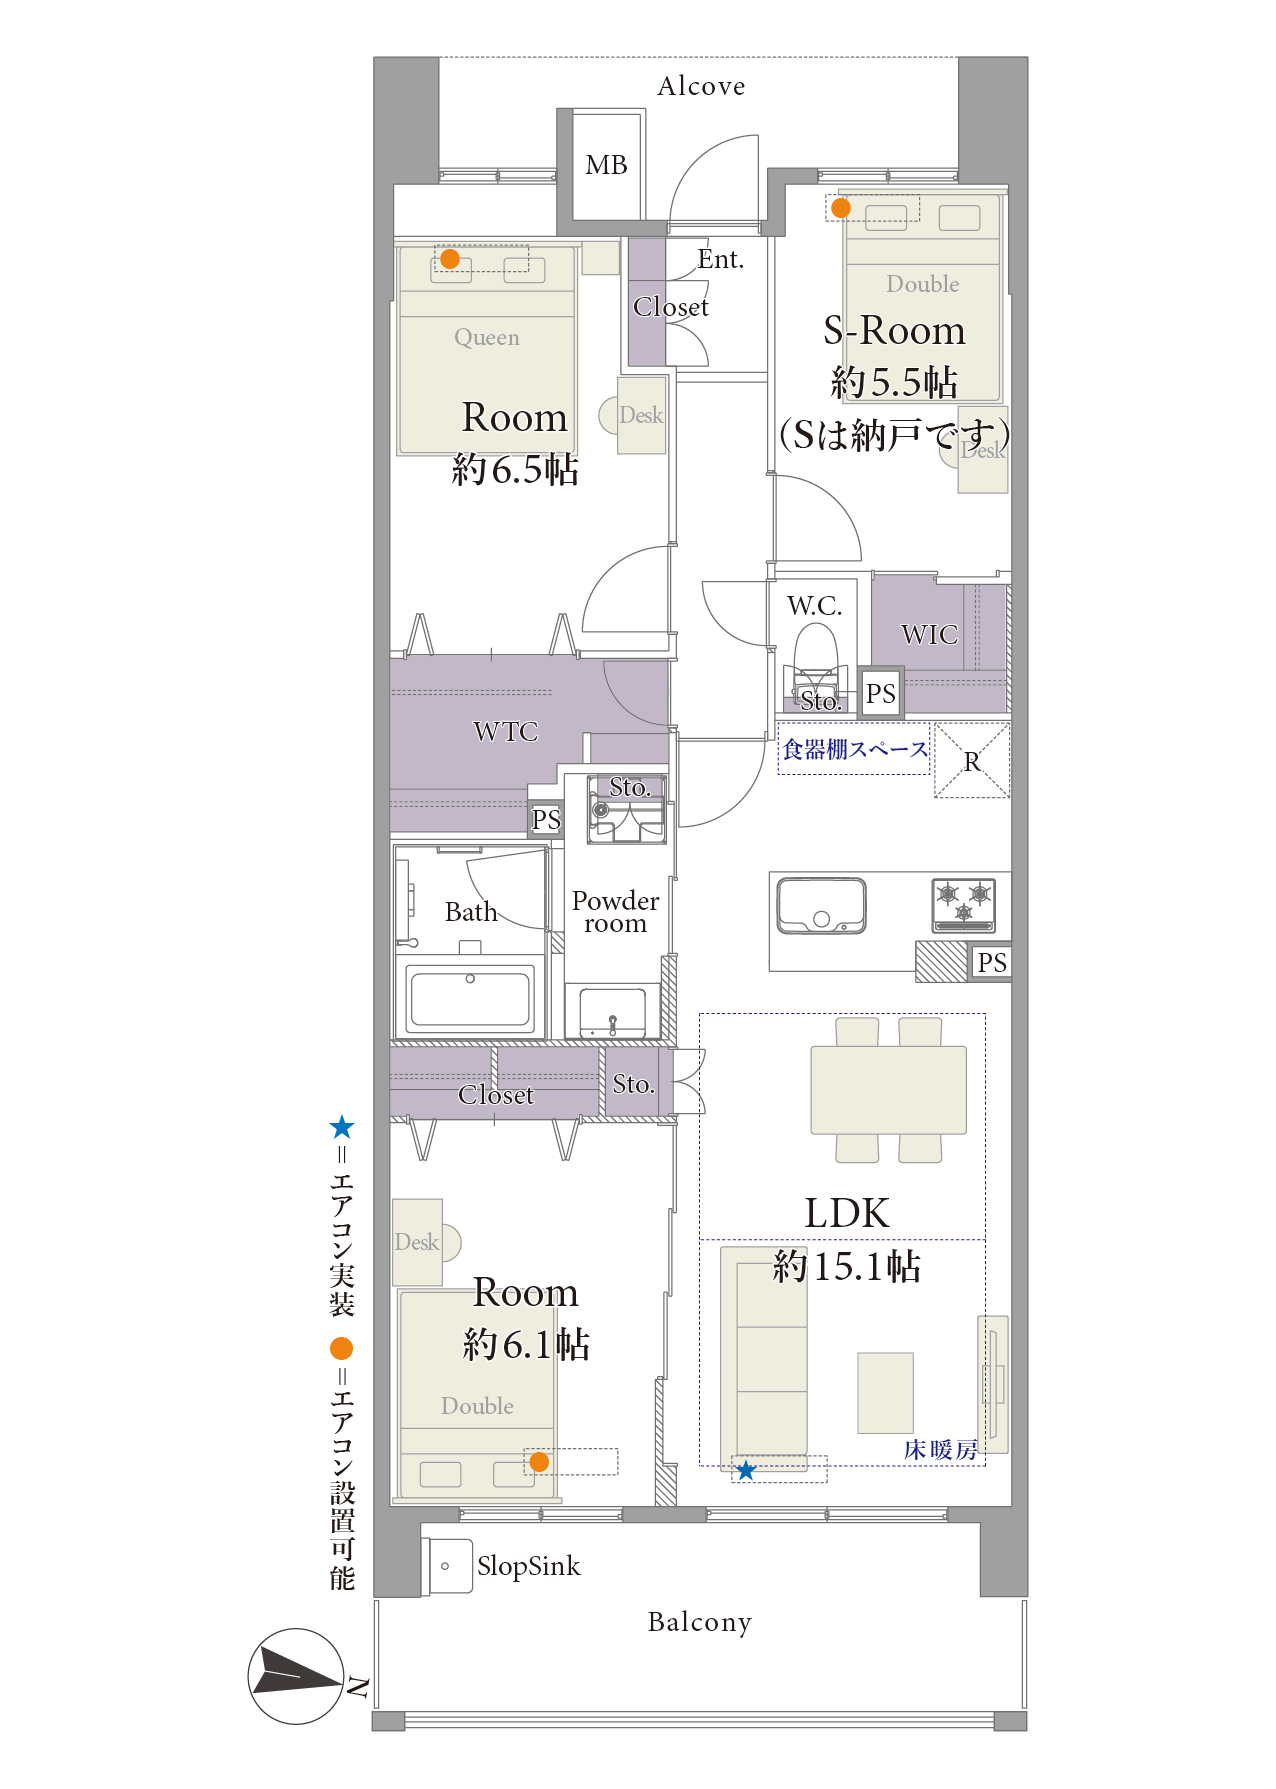 Alcove
MB
Ent.
Closet
Queen
Room
約6.5帖
Desk
Double
S-Room
約5.5帖
(Sは納戸です)
Desk
W.C.
Sto.
WIC
PS
WTC
食器棚スペース
R
Sto.
PS
Bath
Powder
room
PS
Closet
Sto.
LDK
約15.1帖
Desk
Room
約6.1帖
Double
床暖房
★=エアコン実装 ●=エアコン設置可能
SlopSink
Balcony
N